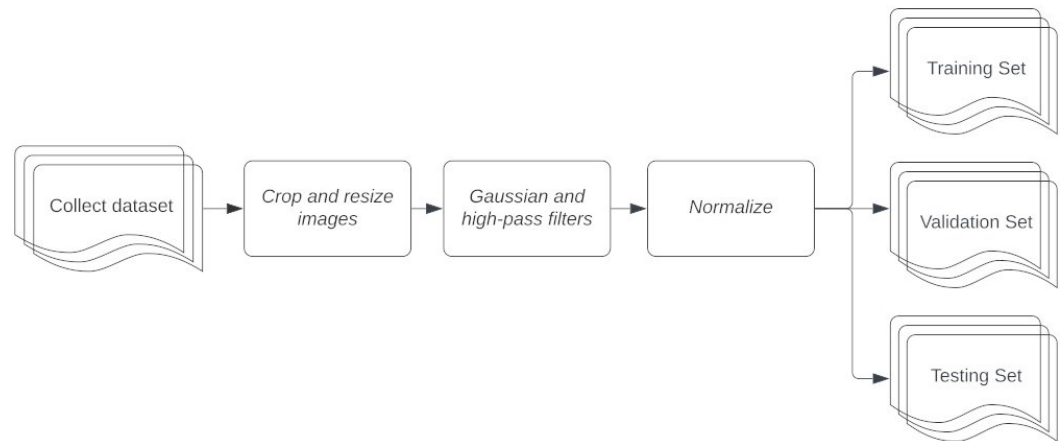 Training Set
Collect dataset
Crop and resize
images
Gaussian and
high-pass filters
Normalize
Validation Set
Testing Set